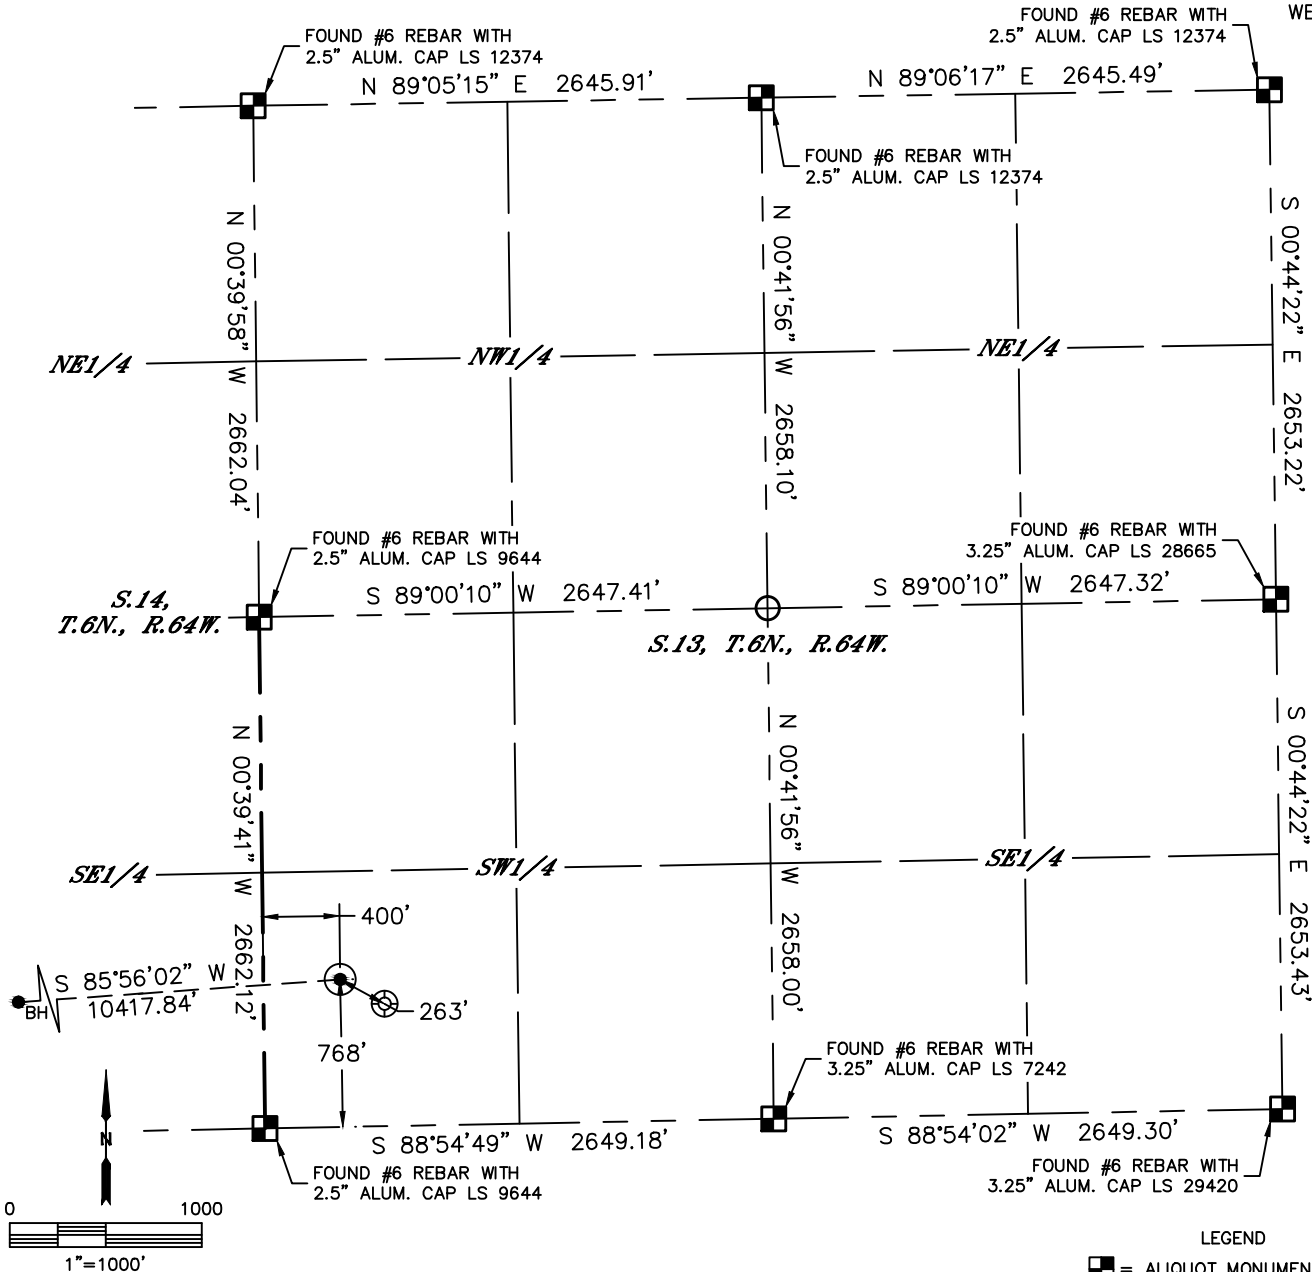 FOUND #6 REBAR WITH
2.5" ALUM. CAP LS 12374
FOUND #6 REBAR WITH
2.5" ALUM. CAP LS 12374
WE
N 89°05'15" E 2645.91'
N 89°06'17" E 2645.49'
FOUND #6 REBAR WITH
2.5" ALUM. CAP LS 12374
N 00°39'58" W 2662.04'
N 00°41'56" W 2658.10'
S 00°44'22" E 2653.22'
NE1/4
NW1/4
NE1/4
FOUND #6 REBAR WITH
2.5" ALUM. CAP LS 9644
FOUND #6 REBAR WITH
3.25" ALUM. CAP LS 28665
S 89°00'10" W 2647.41'
S 89°00'10" W 2647.32'
S.14,
T.6N., R.64W.
S.13, T.6N., R.64W.
N 00°39'41" W 2662.12'
N 00°41'56" W 2658.00'
S 00°44'22" E 2653.43'
SE1/4
SW1/4
SE1/4
400'
S 85°56'02" W
10417.84'
BH
263'
768'
FOUND #6 REBAR WITH
3.25" ALUM. CAP LS 7242
N
S 88°54'49" W 2649.18'
S 88°54'02" W 2649.30'
FOUND #6 REBAR WITH
2.5" ALUM. CAP LS 9644
FOUND #6 REBAR WITH
3.25" ALUM. CAP LS 29420
0 1000
1"=1000'
LEGEND
= ALIQUOT MONUMEN